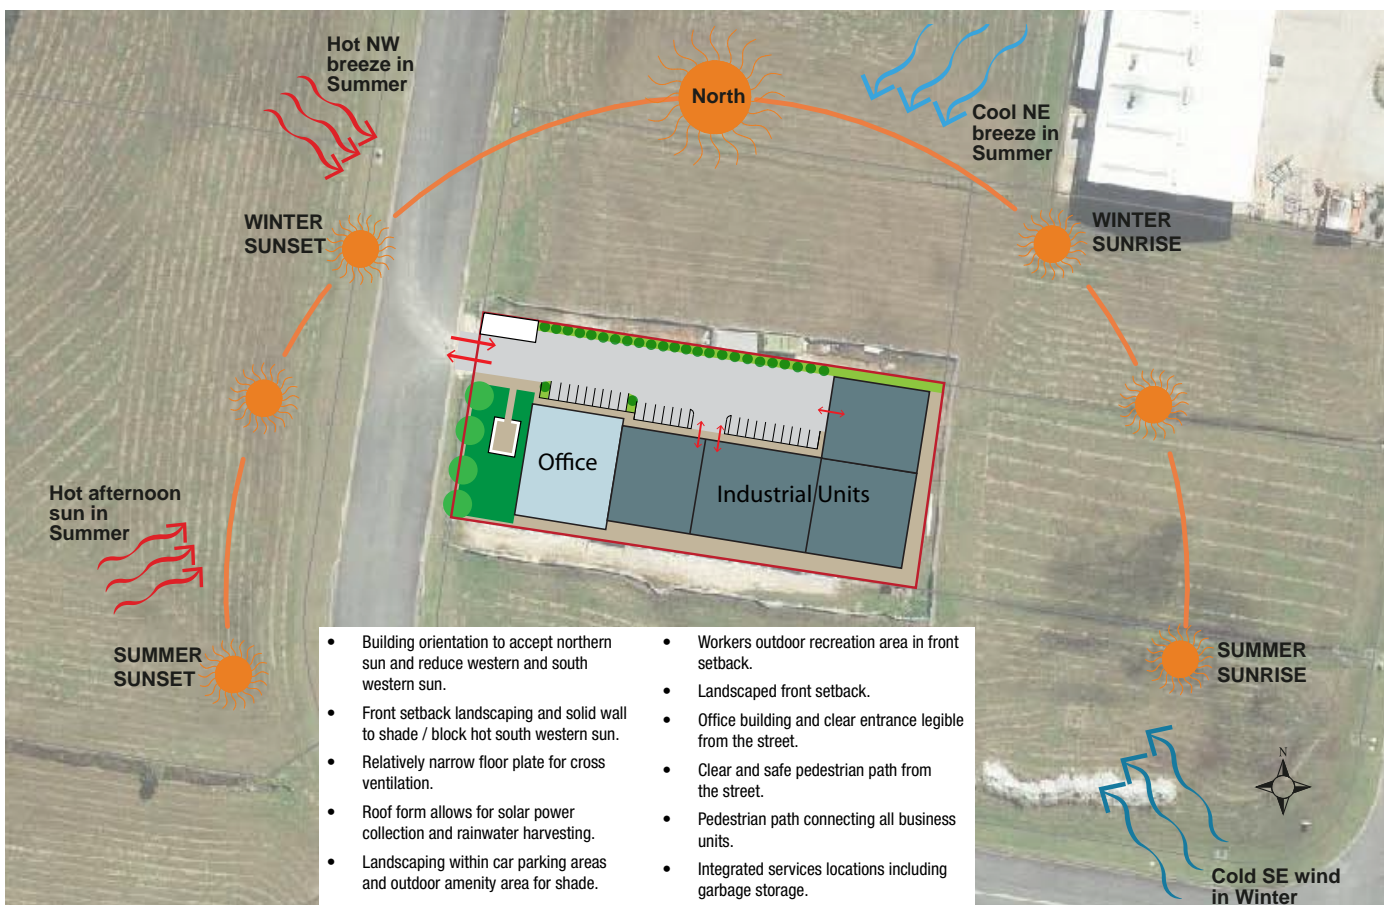 Hot NW
breeze in
Summer
North
Cool NE
breeze in
Summer
WINTER
SUNSET
WINTER
SUNRISE
Office
Industrial Units
Hot afternoon
sun in
Summer
SUMMER
SUNSET
SUMMER
SUNRISE
• Building orientation to accept northern
sun and reduce western and south
western sun.
• Front setback landscaping and solid wall
to shade / block hot south western sun.
• Relatively narrow floor plate for cross
ventilation.
• Roof form allows for solar power
collection and rainwater harvesting.
• Landscaping within car parking areas
and outdoor amenity area for shade.
• Workers outdoor recreation area in front
setback.
• Landscaped front setback.
• Office building and clear entrance legible
from the street.
• Clear and safe pedestrian path from
the street.
• Pedestrian path connecting all business
units.
• Integrated services locations including
garbage storage.
N
Cold SE wind
in Winter